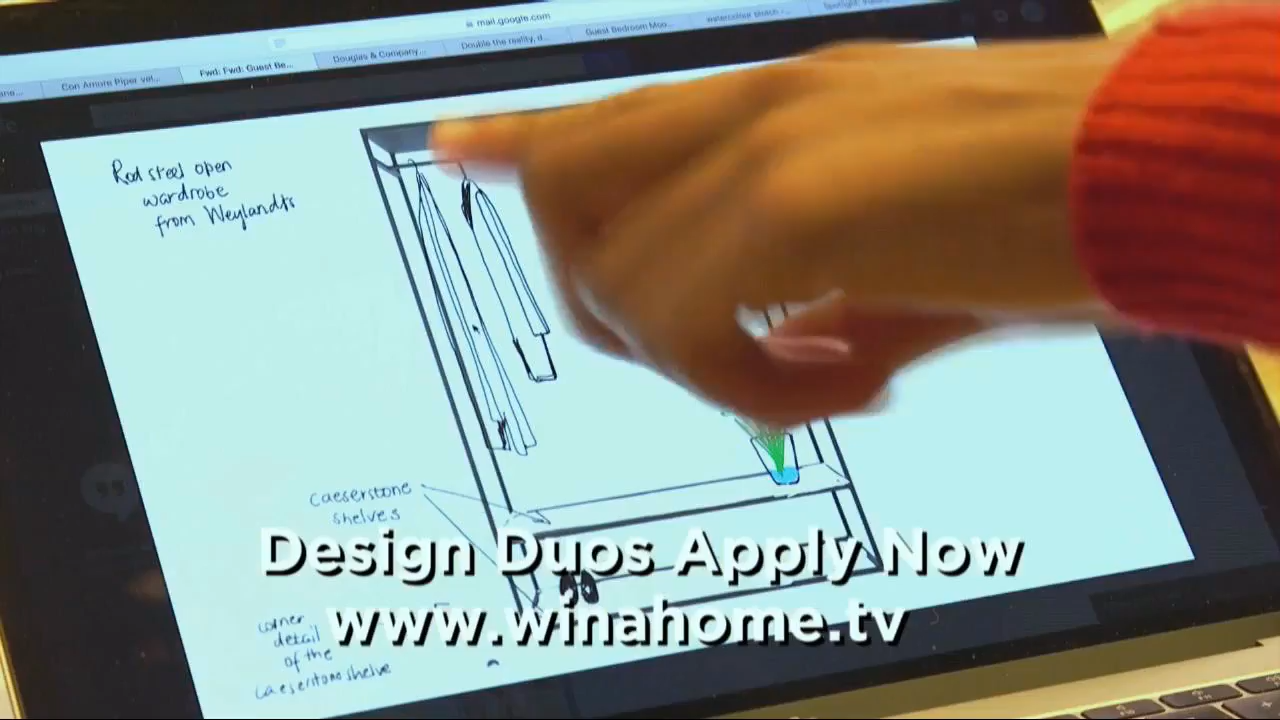 mail.google.com
Con Amore Piper vel...
Fwd: Fwd: Guest Be...
Douglas & Company...
Double the reality, d...
Guest Bedroom Moo...
Rod steel open
wardrobe
from Weylandts
caeserstone
shelves
Design Duos Apply Now
www.winahome.tv
corner
detail
of the
caeserstone shelve